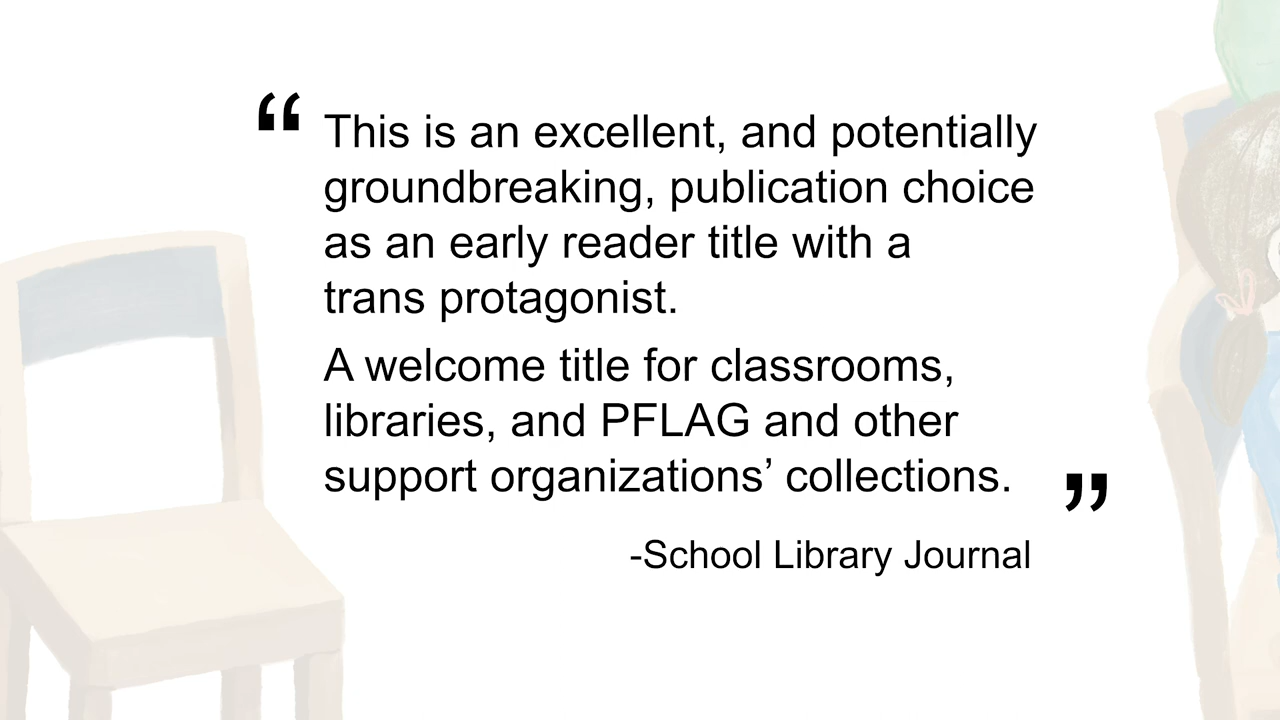 “ This is an excellent, and potentially
groundbreaking, publication choice
as an early reader title with a
trans protagonist.
A welcome title for classrooms,
libraries, and PFLAG and other
support organizations’ collections. ”
-School Library Journal